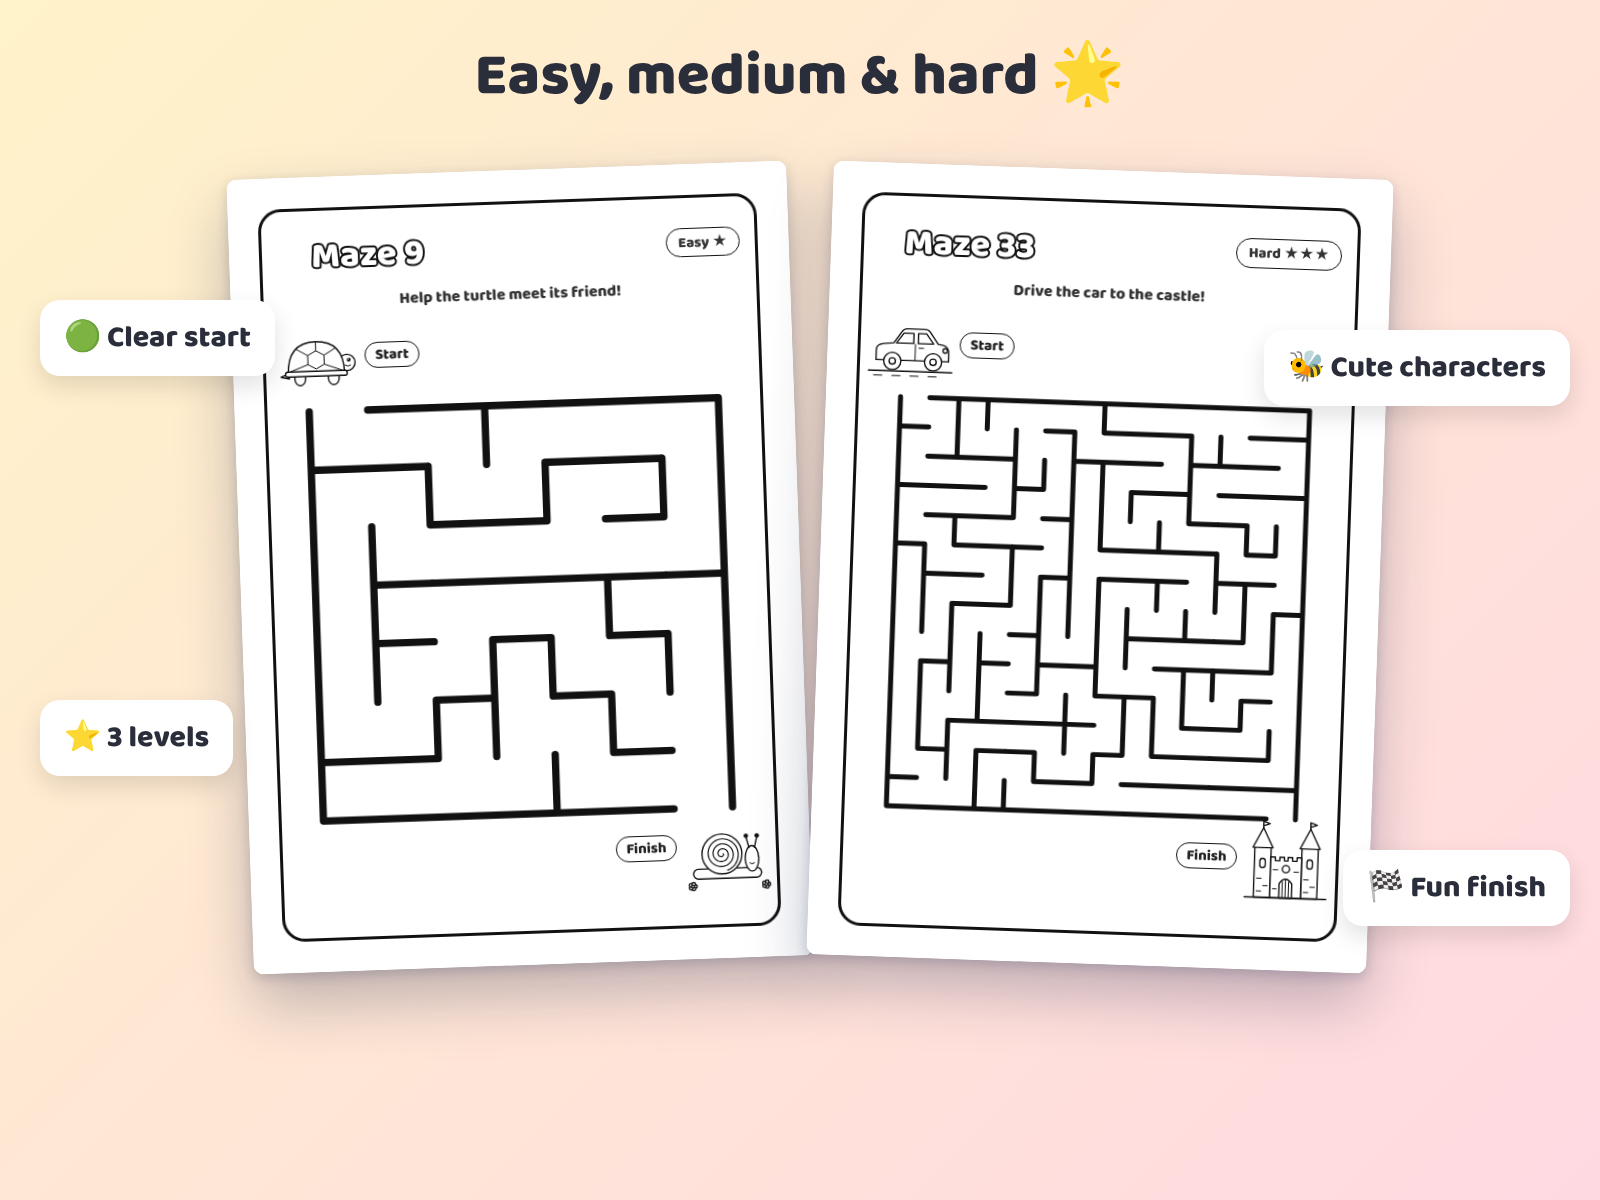 Easy, medium & hard
Maze 9
Easy ★
Help the turtle meet its friend!
Start
Finish
Maze 33
Hard ★★★
Drive the car to the castle!
Start
Finish
Clear start
3 levels
Cute characters
Fun finish